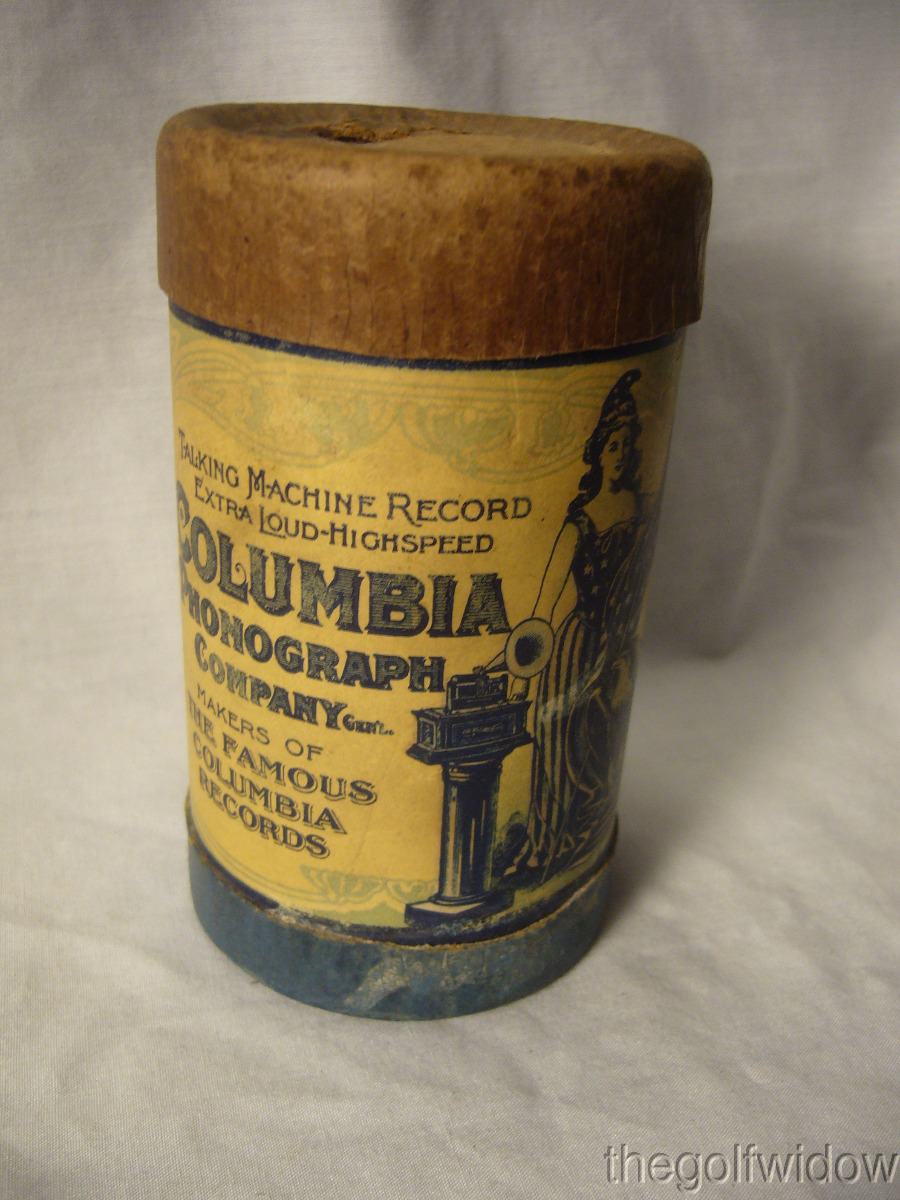 TALKING MACHINE RECORD
EXTRA LOUD-HIGHSPEED
COLUMBIA
PHONOGRAPH
COMPANY GEN'L.
MAKERS OF
THE FAMOUS
COLUMBIA
RECORDS
thegolfwidow